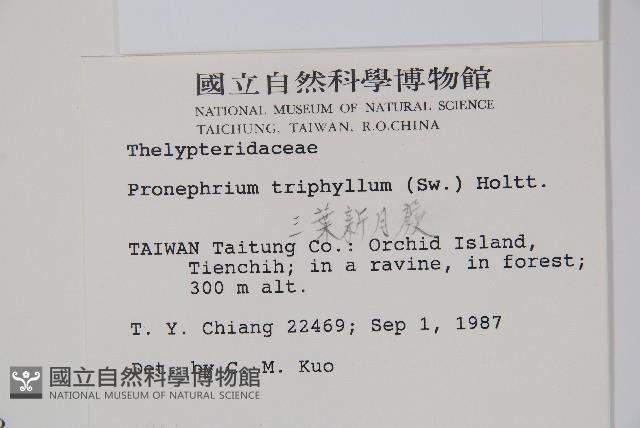 國立自然科學博物館
NATIONAL MUSEUM OF NATURAL SCIENCE
TAICHUNG, TAIWAN, R.O.CHINA
Thelypteridaceae
Pronephrium triphyllum (Sw.) Holtt.
三葉新月蕨
TAIWAN Taitung Co.: Orchid Island,
Tienchih; in a ravine, in forest;
300 m alt.
T. Y. Chiang 22469; Sep 1, 1987
Det. by C. M. Kuo
國立自然科學博物館
NATIONAL MUSEUM OF NATURAL SCIENCE